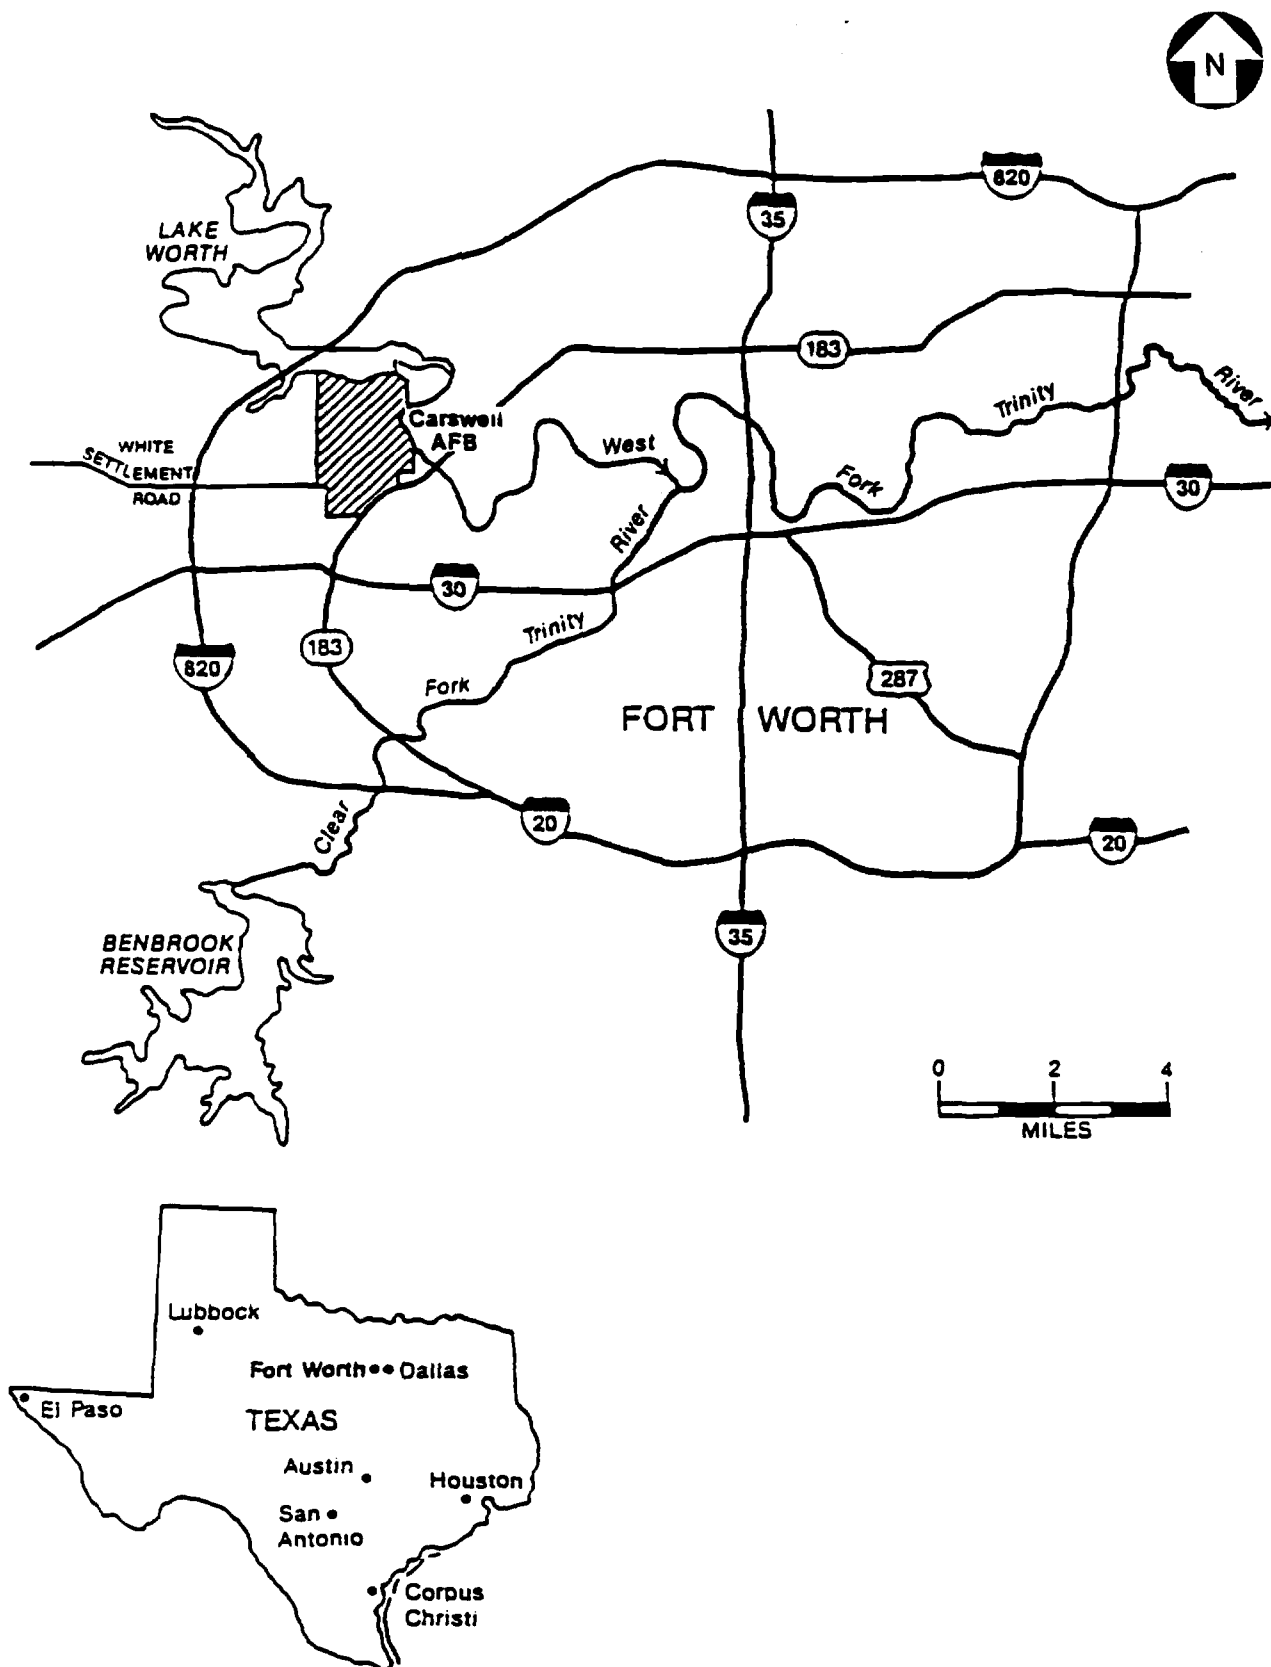 N
820
35
LAKE
WORTH
183
Trinity
River
Carswell
AFB
West
WHITE
SETTLEMENT
ROAD
Fork
30
River
30
Trinity
183
820
Fork
287
FORT WORTH
Clear
20
20
BENBROOK
RESERVOIR
35
0 2 4
MILES
Lubbock
Fort Worth Dallas
El Paso
TEXAS
Austin
Houston
San
Antonio
Corpus
Christi